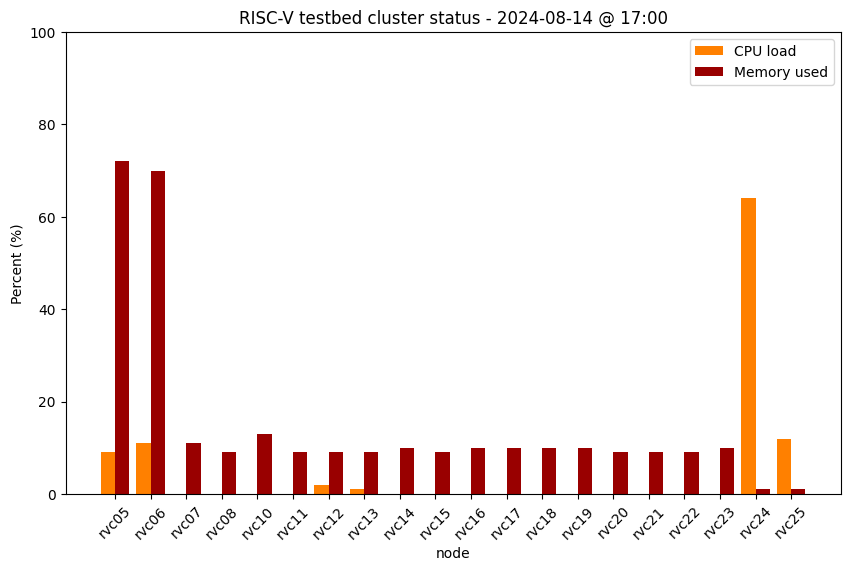 RISC-V testbed cluster status - 2024-08-14 @ 17:00
CPU load
Memory used
Percent (%)
100
80
60
40
20
0
rvc05
rvc06
rvc07
rvc08
rvc10
rvc11
rvc12
rvc13
rvc14
rvc15
rvc16
rvc17
rvc18
rvc19
rvc20
rvc21
rvc22
rvc23
rvc24
rvc25
node